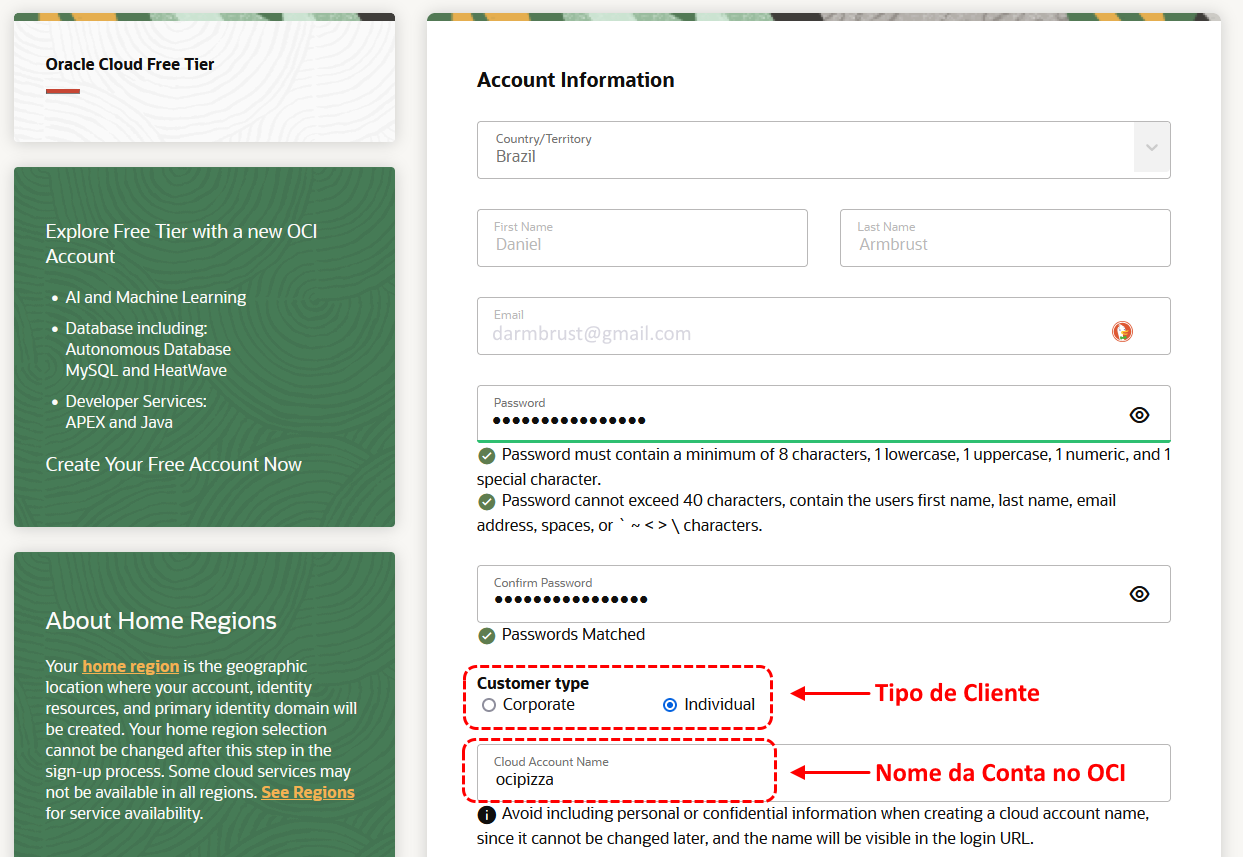 Oracle Cloud Free Tier
Explore Free Tier with a new OCI
Account
• AI and Machine Learning
• Database including:
Autonomous Database
MySQL and HeatWave
• Developer Services:
APEX and Java
Create Your Free Account Now
About Home Regions
Your home region is the geographic
location where your account, identity
resources, and primary identity domain will
be created. Your home region selection
cannot be changed after this step in the
sign-up process. Some cloud services may
not be available in all regions. See Regions
for service availability.
Account Information
Country/Territory
Brazil
First Name
Daniel
Last Name
Armbrust
Email
darmbrust@gmail.com
Password
••••••••••••••••
Password must contain a minimum of 8 characters, 1 lowercase, 1 uppercase, 1 numeric, and 1
special character.
Password cannot exceed 40 characters, contain the users first name, last name, email
address, spaces, or ` ~ < > \ characters.
Confirm Password
••••••••••••••••
Passwords Matched
Customer type
Corporate
Individual
Tipo de Cliente
Cloud Account Name
ocipizza
Nome da Conta no OCI
Avoid including personal or confidential information when creating a cloud account name,
since it cannot be changed later, and the name will be visible in the login URL.